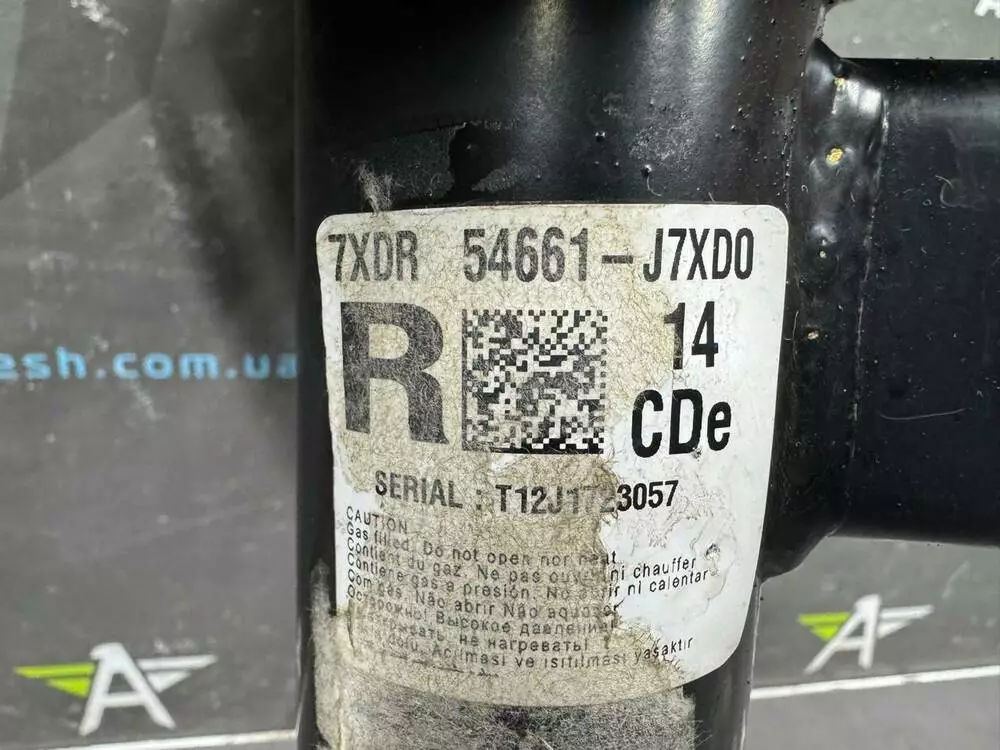 7XDR 54661-J7XD0
R
14
CDe
SERIAL : T12J1723057
CAUTION
Gas filled. Do not open nor heat
Contient du gaz. Ne pas ouvrir ni chauffer
Contiene gas a presión. No abrir ni calentar
Com gás. Não abrir Não aquecer
Осторожно! Высокое давление!
не нагревать!
Açılması ve ısıtılması yasaktır
esh.com.ua
A
A